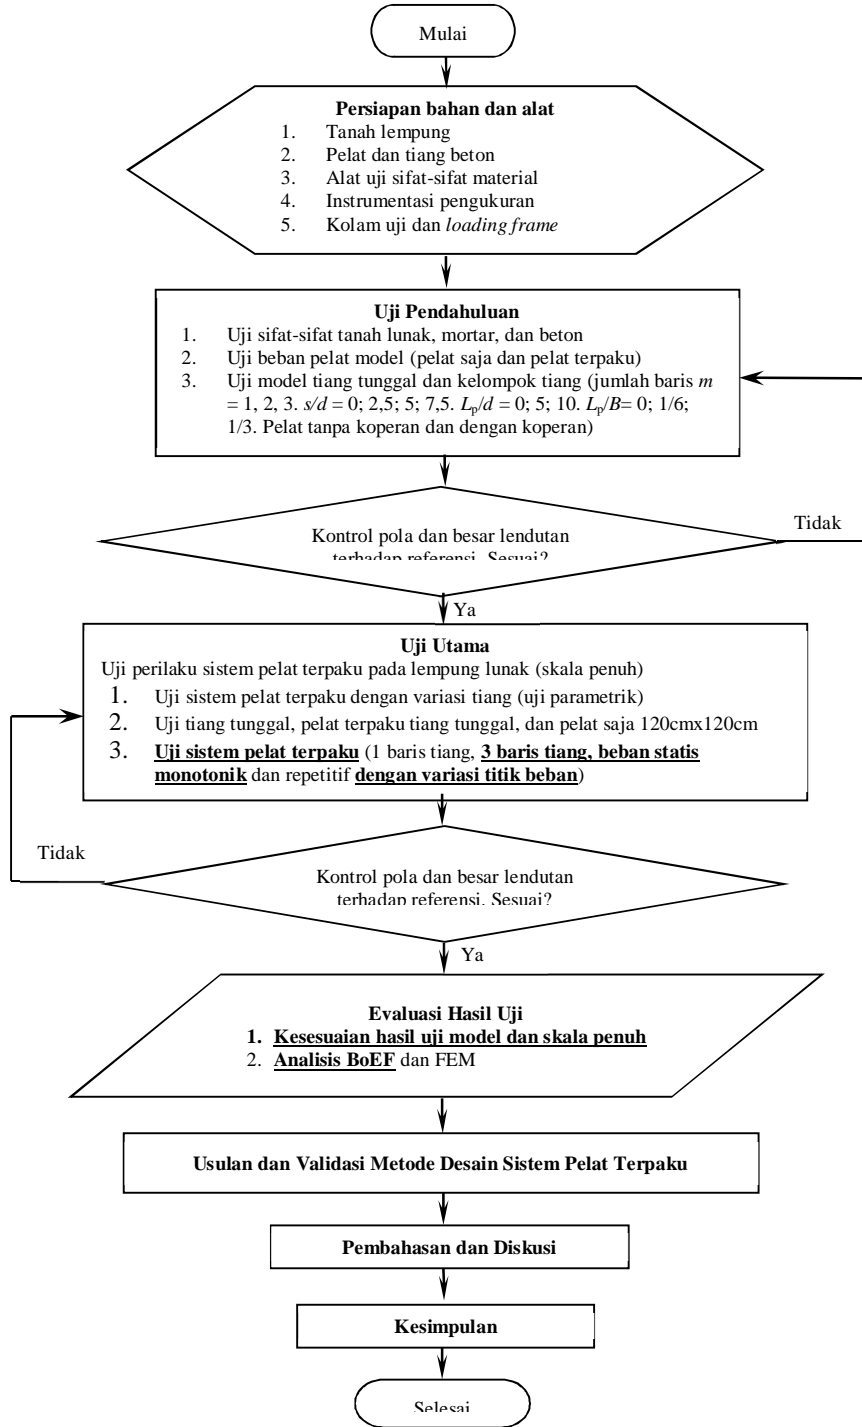 Mulai
Persiapan bahan dan alat
1. Tanah lempung
2. Pelat dan tiang beton
3. Alat uji sifat-sifat material
4. Instrumentasi pengukuran
5. Kolam uji dan loading frame
Uji Pendahuluan
1. Uji sifat-sifat tanah lunak, mortar, dan beton
2. Uji beban pelat model (pelat saja dan pelat terpaku)
3. Uji model tiang tunggal dan kelompok tiang (jumlah baris m
= 1, 2, 3. s/d = 0; 2,5; 5; 7,5. Lp/d = 0; 5; 10. Lp/B= 0; 1/6;
1/3. Pelat tanpa koperan dan dengan koperan)
Kontrol pola dan besar lendutan
terhadap referensi. Sesuai?
Tidak
Ya
Uji Utama
Uji perilaku sistem pelat terpaku pada lempung lunak (skala penuh)
1. Uji sistem pelat terpaku dengan variasi tiang (uji parametrik)
2. Uji tiang tunggal, pelat terpaku tiang tunggal, dan pelat saja 120cmx120cm
3. Uji sistem pelat terpaku (1 baris tiang, 3 baris tiang, beban statis
monotonik dan repetitif dengan variasi titik beban)
Tidak
Kontrol pola dan besar lendutan
terhadap referensi. Sesuai?
Ya
Evaluasi Hasil Uji
1. Kesesuaian hasil uji model dan skala penuh
2. Analisis BoEF dan FEM
Usulan dan Validasi Metode Desain Sistem Pelat Terpaku
Pembahasan dan Diskusi
Kesimpulan
Selesai